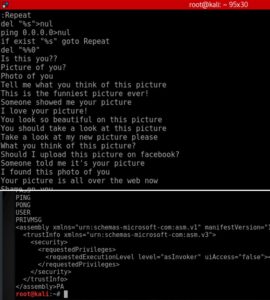 root@kali: ~ 95x30
:Repeat
del "%s">nul
ping 0.0.0.0>nul
if exist "%s" goto Repeat
del "%%0"
Is this you??
Picture of you?
Photo of you
Tell me what you think of this picture
This is the funniest picture ever!
Someone showed me your picture
I love your picture!
You look so beautiful on this picture
You should take a look at this picture
Take a look at my new picture please
What you think of this picture?
Should I upload this picture on facebook?
Someone told me it's your picture
I found this photo of you
Your picture is all over the web now
Shame on you
PING
PONG
USER
PRIVMSG
<assembly xmlns="urn:schemas-microsoft-com:asm.v1" manifestVersion="1
<trustInfo xmlns="urn:schemas-microsoft-com:asm.v3">
<security>
<requestedPrivileges>
<requestedExecutionLevel level="asInvoker" uiAccess="false"><
</requestedPrivileges>
</security>
</trustInfo>
</assembly>PA
root@kali:~#